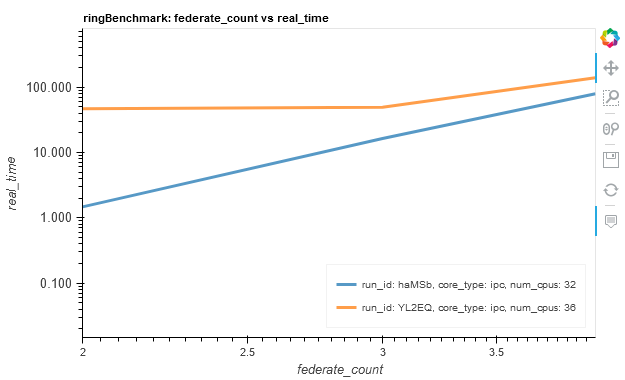 ringBenchmark: federate_count vs real_time
100.000
10.000
1.000
0.100
real_time
run_id: haMSb, core_type: ipc, num_cpus: 32
run_id: YL2EQ, core_type: ipc, num_cpus: 36
2
2.5
3
3.5
federate_count